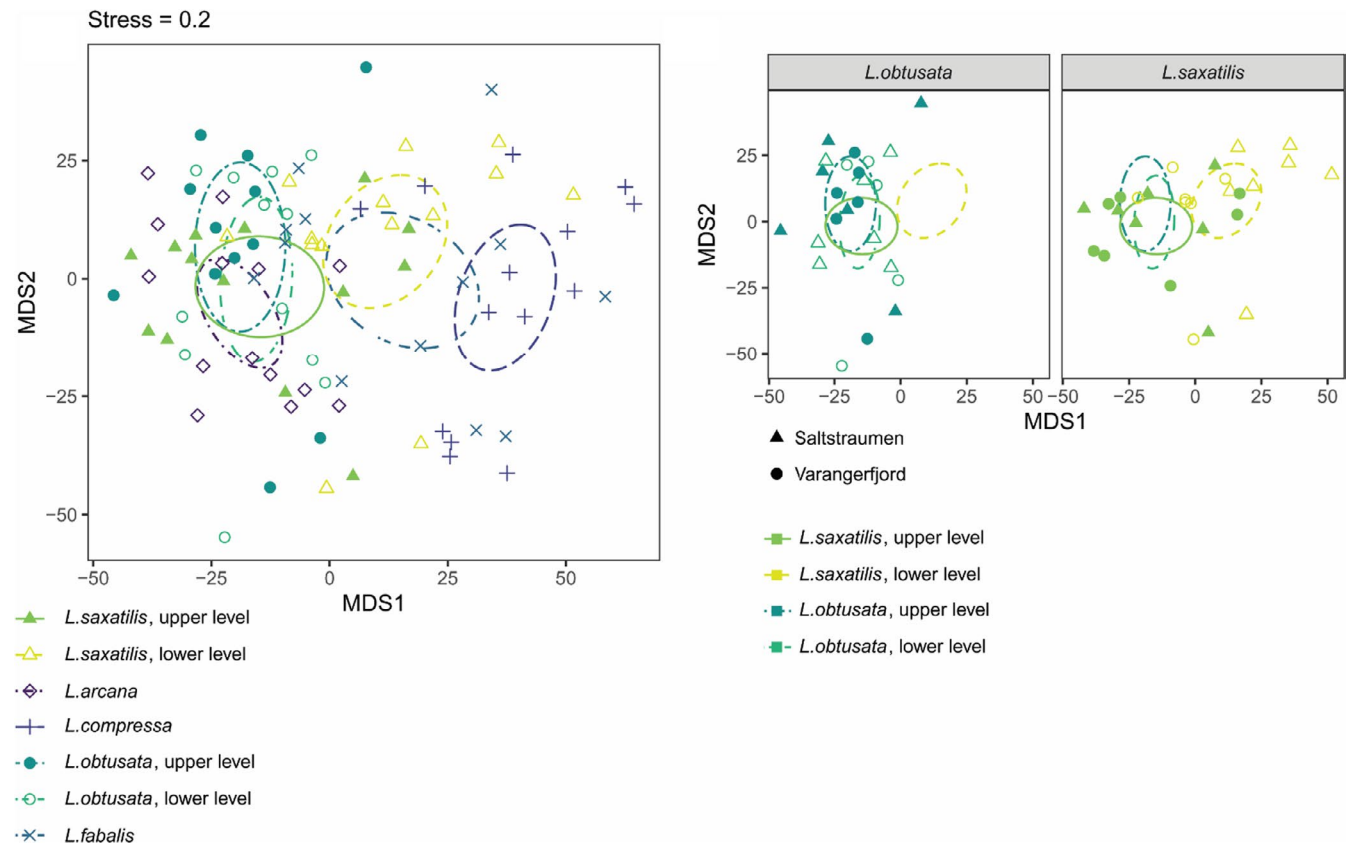 Stress = 0.2
MDS2
25
0
−25
−50
−50
−25
0
25
50
MDS1
L.saxatilis, upper level
L.saxatilis, lower level
L.arcana
L.compressa
L.obtusata, upper level
L.obtusata, lower level
L.fabalis
L.obtusata
L.saxatilis
MDS2
25
0
−25
−50
−50
−25
0
25
50
−50
−25
0
25
50
MDS1
Saltstraumen
Varangerfjord
L.saxatilis, upper level
L.saxatilis, lower level
L.obtusata, upper level
L.obtusata, lower level